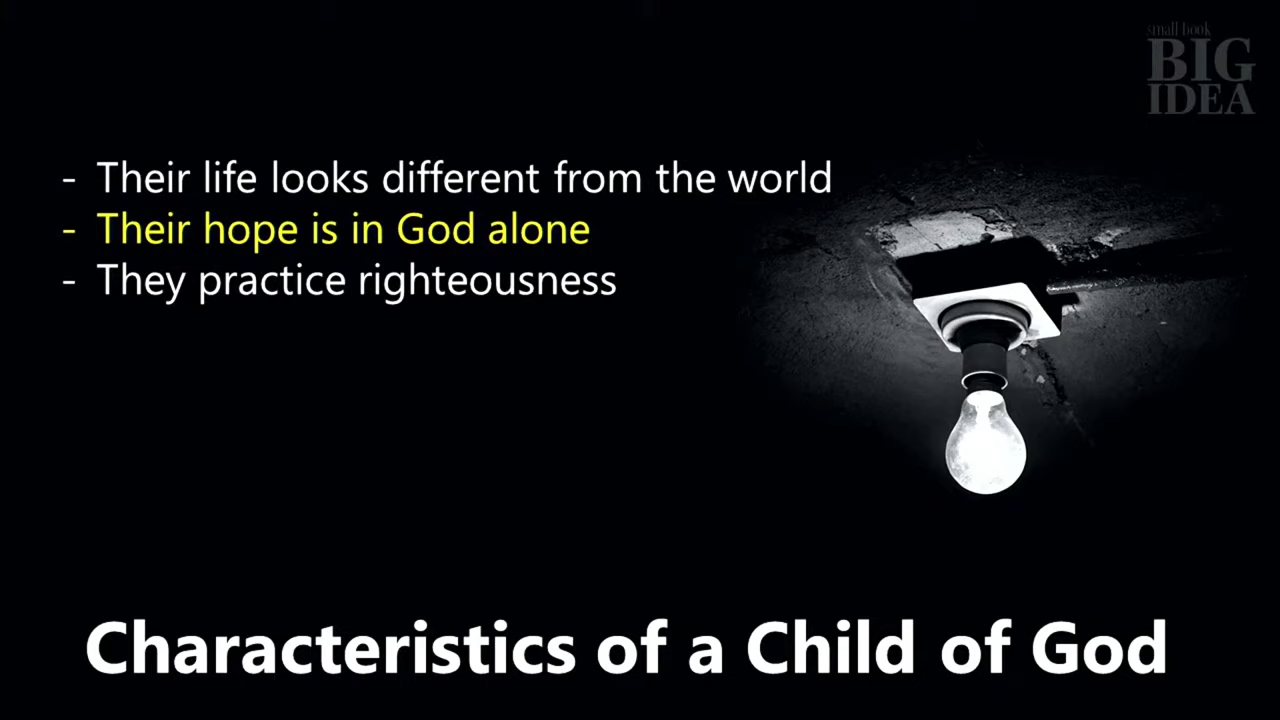 small book
BIG
IDEA
- Their life looks different from the world
- Their hope is in God alone
- They practice righteousness
Characteristics of a Child of God